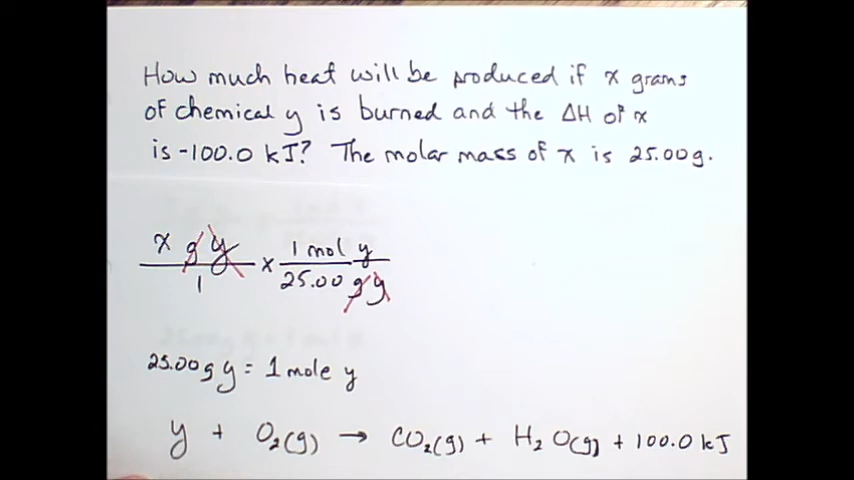 How much heat will be produced if x grams
of chemical y is burned and the ΔH of x
is -100.0 kJ? The molar mass of x is 25.00g.
x g y / 1 × 1 mol y / 25.00 g y
25.00 g y = 1 mole y
y + O₂(g) → CO₂(g) + H₂O(g) + 100.0 kJ